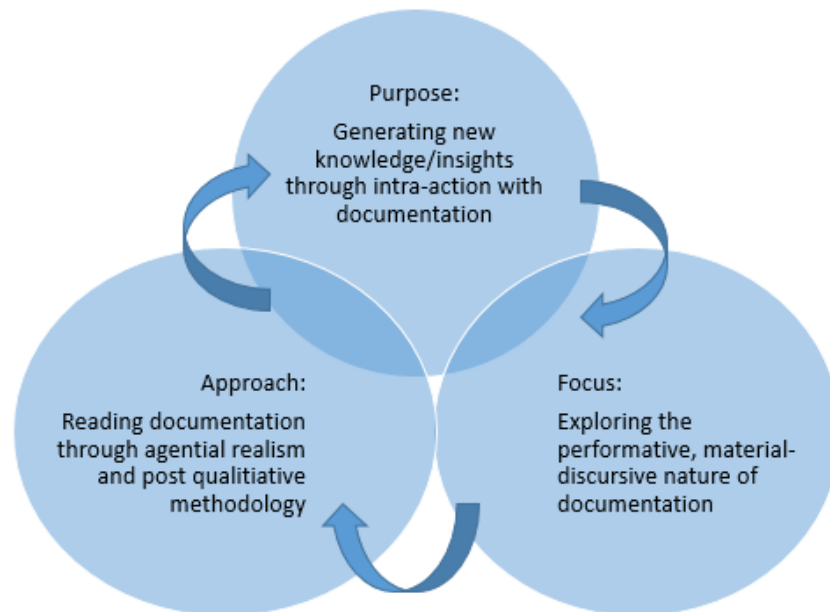 Purpose:
Generating new
knowledge/insights
through intra-action with
documentation
Approach:
Reading documentation
through agential realism
and post qualitiative
methodology
Focus:
Exploring the
performative, material-
discursive nature of
documentation